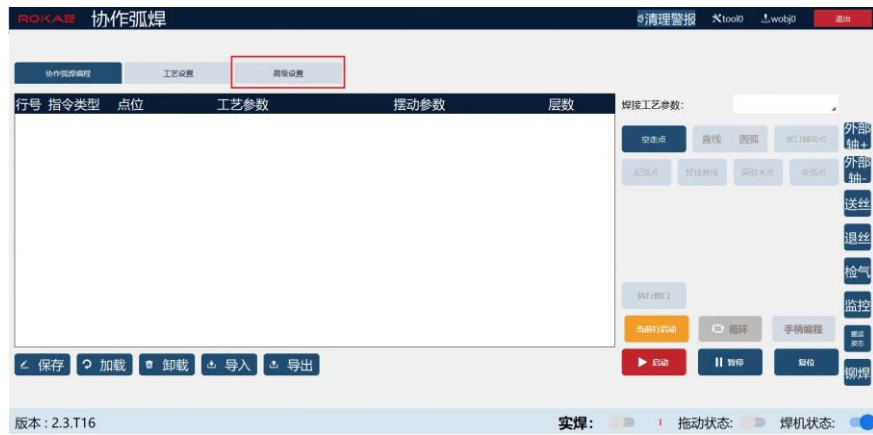 ROKAE 协作弧焊 清理警报 tool0 wobj0 退出
协作弧焊编程 工艺设置 高级设置
行号 指令类型 点位 工艺参数 摆动参数 层数
焊接工艺参数:
空走点 直线 圆弧
外部轴+
起弧点 焊接直线 收弧点
外部轴-
送丝
退丝
检气
执行窗口
监控
当前行启动 循环 手柄编程
保存 加载 卸载 导入 导出
启动 暂停 复位
铆焊
版本 : 2.3.T16 实焊: 拖动状态: 焊机状态: